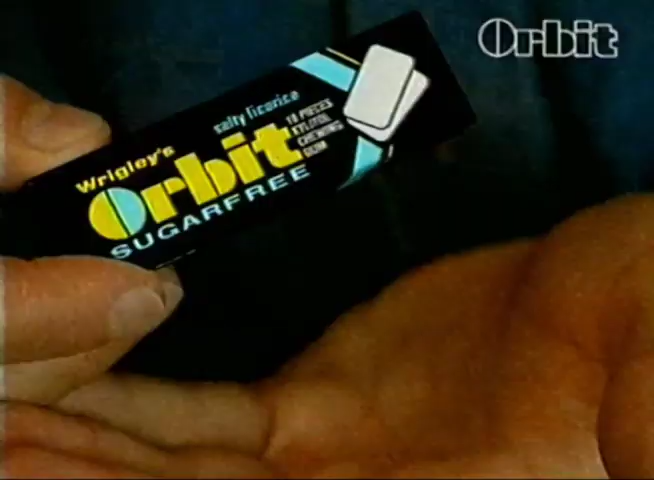 Orbit
salty licorice
Wrigley's
Orbit
10 PIECES
XYLITOL
CHEWING
GUM
SUGARFREE